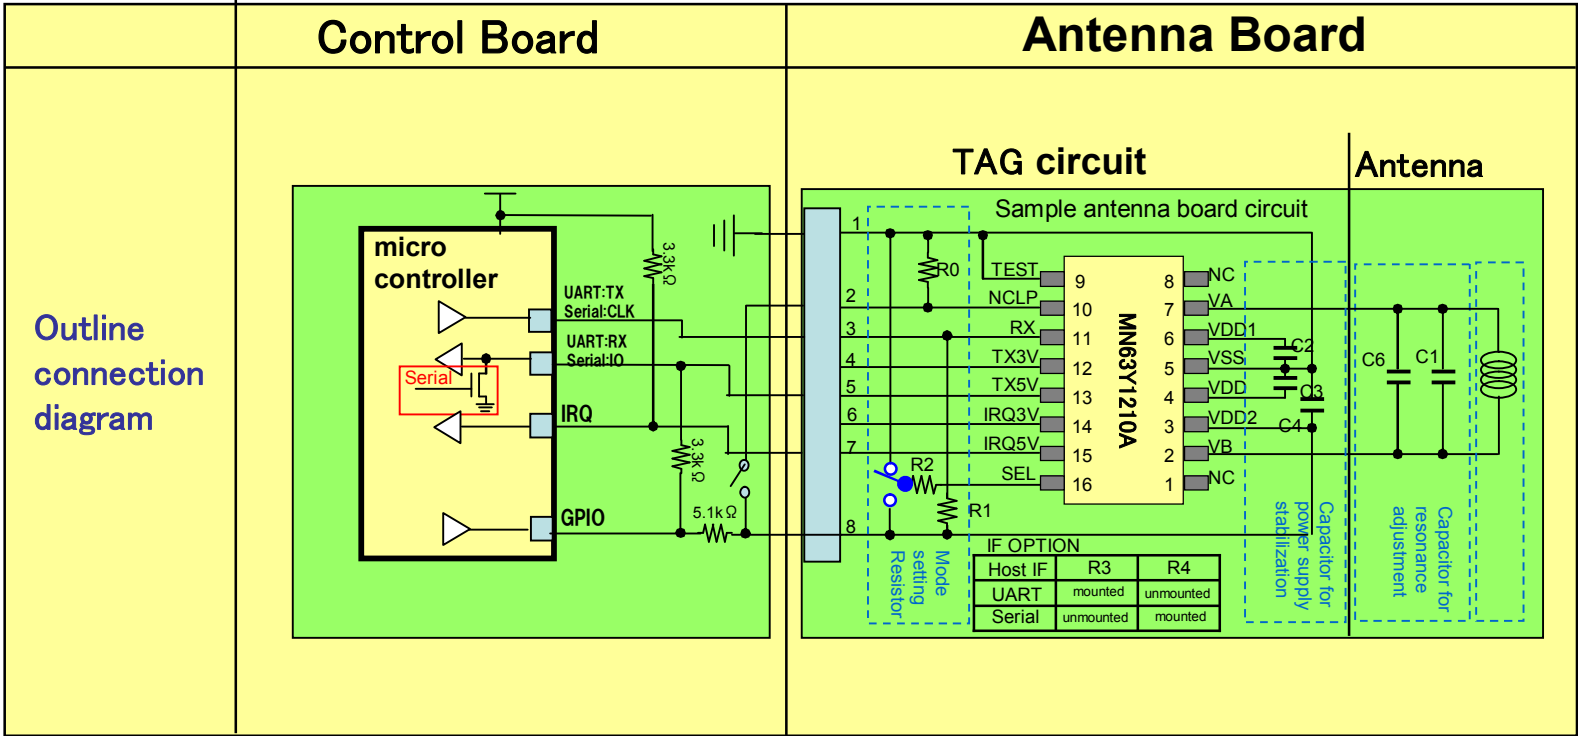 Control Board
Antenna Board
Outline
connection
diagram
micro
controller
UART:TX
Serial:CLK
UART:RX
Serial:IO
Serial
IRQ
GPIO
3.3kΩ
3.3kΩ
5.1kΩ
TAG circuit
Antenna
Sample antenna board circuit
1
2
3
4
5
6
7
8
R0
R2
R1
TEST
NCLP
RX
TX3V
TX5V
IRQ3V
IRQ5V
SEL
9
10
11
12
13
14
15
16
MN63Y1210A
8
7
6
5
4
3
2
1
NC
VA
VDD1
VSS
VDD
VDD2
VB
NC
C2
C3
C4
C6
C1
Mode
setting
Resistor
IF OPTION
Host IF R3 R4
UART mounted unmounted
Serial unmounted mounted
Capacitor for
power supply
stabilization
Capacitor for
resonance
adjustment